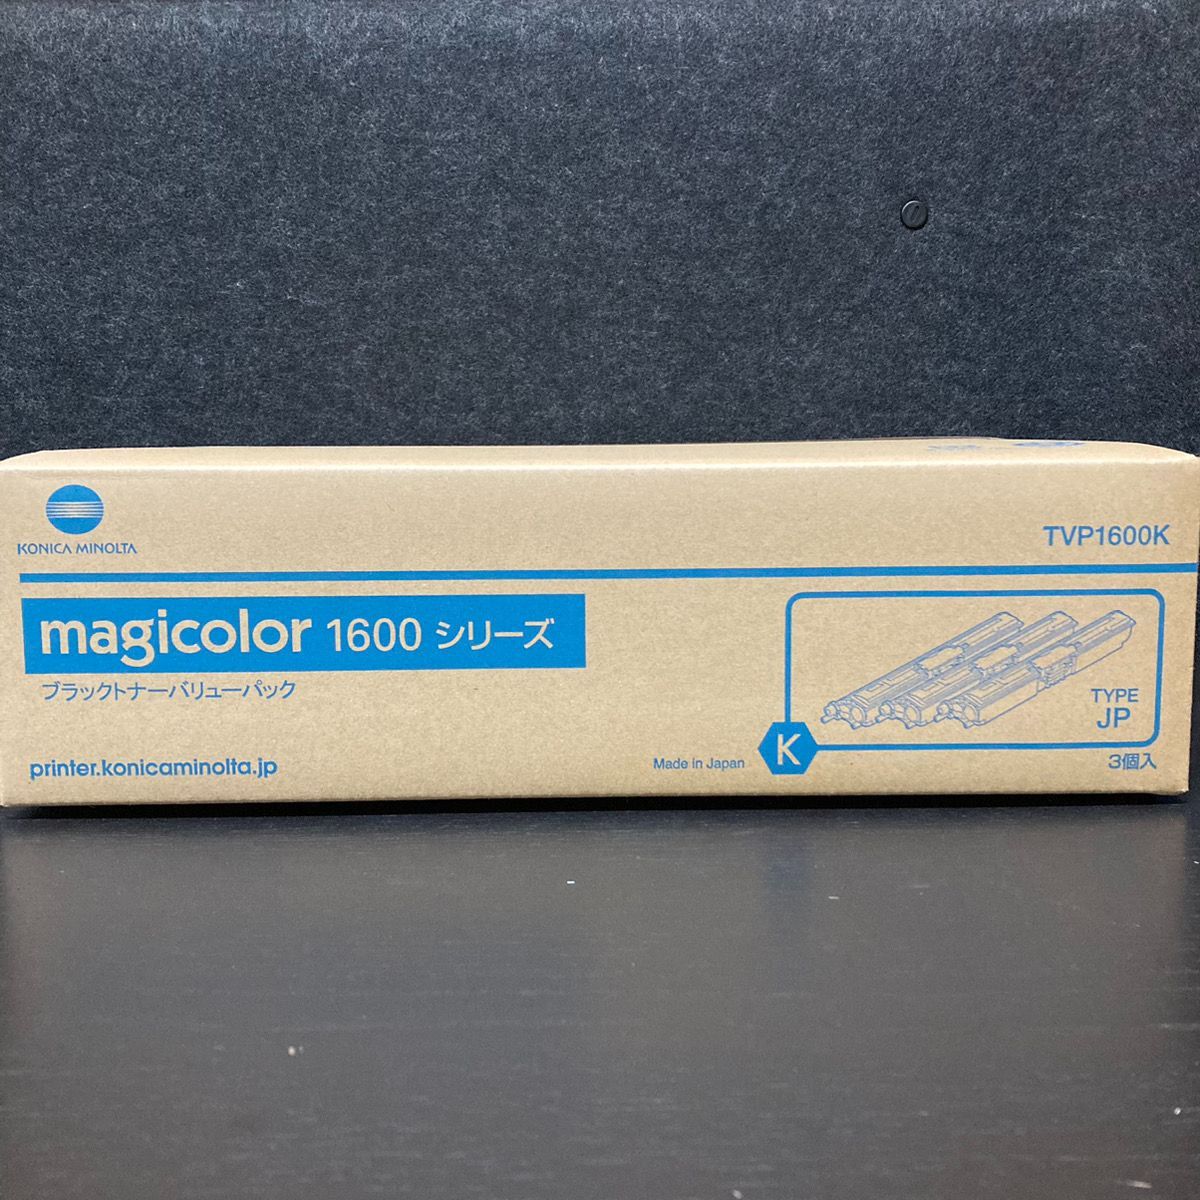 KONICA MINOLTA
TVP1600K
magicolor 1600 シリーズ
ブラックトナーバリューパック
TYPE
JP
printer.konicaminolta.jp
Made in Japan
K
3個入